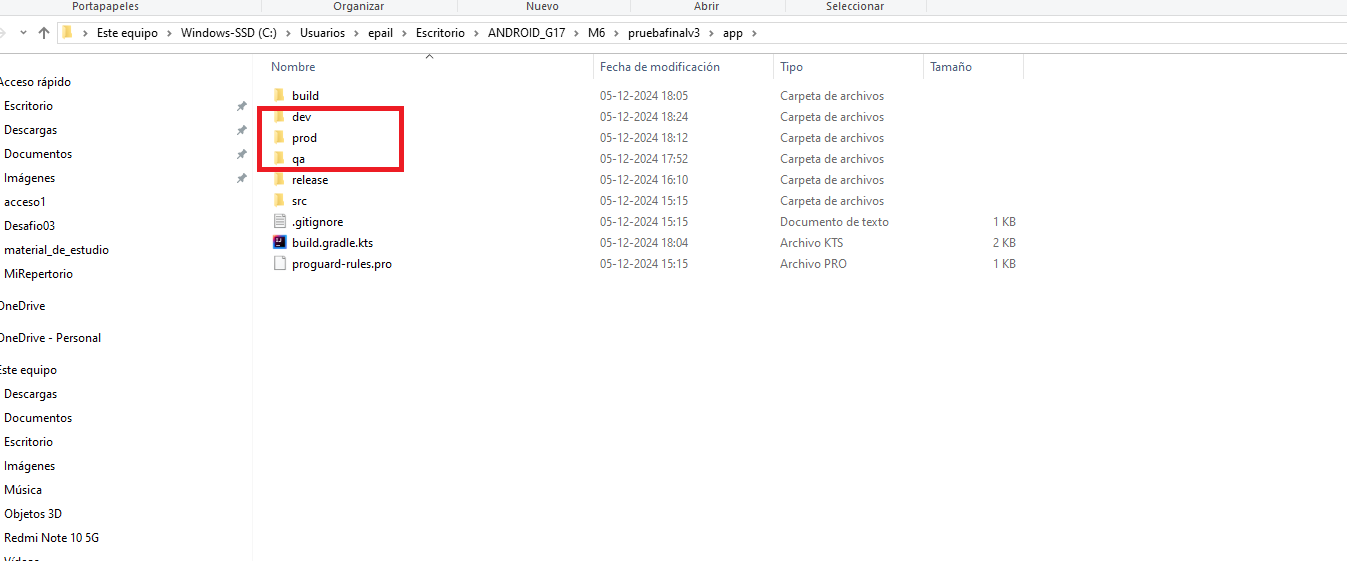 Portapapeles Organizar Nuevo Abrir Seleccionar
Este equipo > Windows-SSD (C:) > Usuarios > epail > Escritorio > ANDROID_G17 > M6 > pruebafinalv3 > app >
Nombre Fecha de modificación Tipo Tamaño
Acceso rápido
Escritorio
Descargas
Documentos
Imágenes
acceso1
Desafio03
material_de_estudio
MiRepertorio
OneDrive
OneDrive - Personal
Este equipo
Descargas
Documentos
Escritorio
Imágenes
Música
Objetos 3D
Redmi Note 10 5G
Vídeos
build 05-12-2024 18:05 Carpeta de archivos
dev 05-12-2024 18:24 Carpeta de archivos
prod 05-12-2024 18:12 Carpeta de archivos
qa 05-12-2024 17:52 Carpeta de archivos
release 05-12-2024 16:10 Carpeta de archivos
src 05-12-2024 15:15 Carpeta de archivos
.gitignore 05-12-2024 15:15 Documento de texto 1 KB
build.gradle.kts 05-12-2024 18:04 Archivo KTS 2 KB
proguard-rules.pro 05-12-2024 15:15 Archivo PRO 1 KB